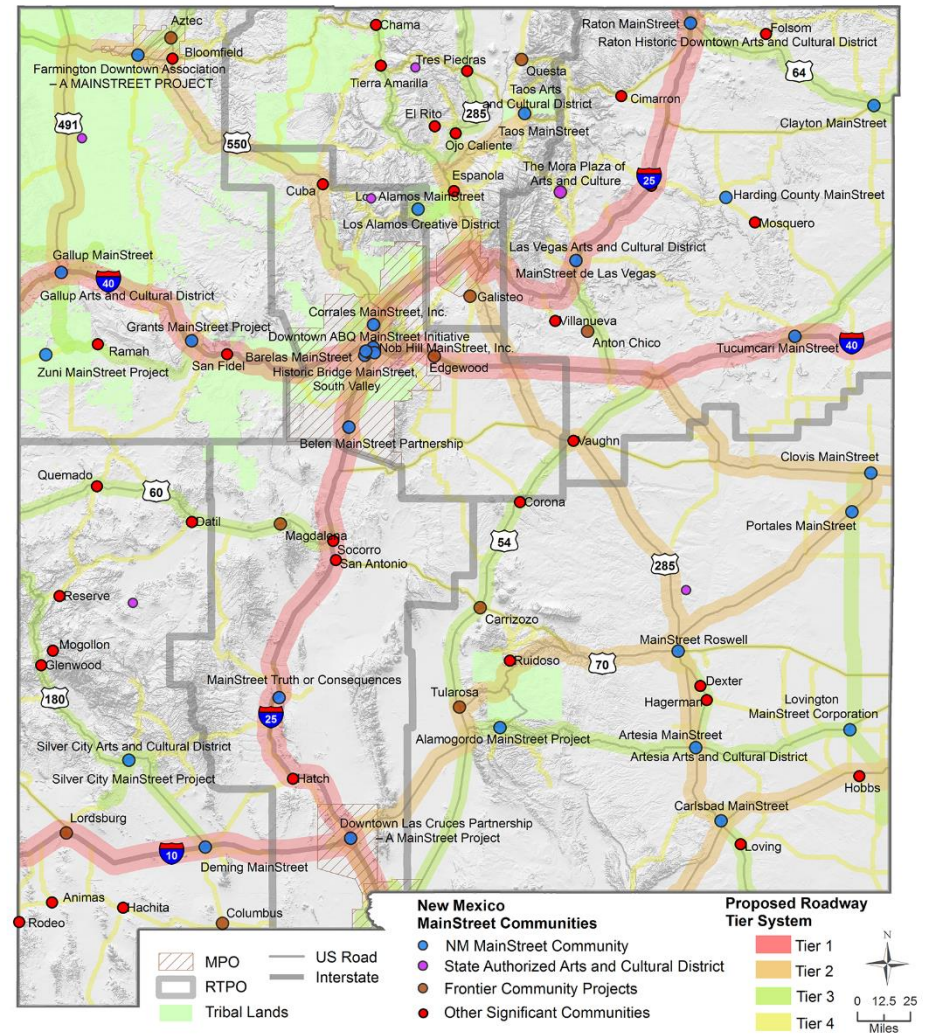 Aztec
Bloomfield
Farmington Downtown Association
– A MAINSTREET PROJECT
Chama
Tres Piedras
Tierra Amarilla
Questa
Taos Arts
and Cultural District
Taos MainStreet
El Rito
285
Ojo Caliente
Raton MainStreet
Raton Historic Downtown Arts and Cultural District
Folsom
64
Cimarron
Clayton MainStreet
491
550
Cuba
Espanola
Los Alamos MainStreet
Los Alamos Creative District
The Mora Plaza of
Arts and Culture
25
Harding County MainStreet
Mosquero
Las Vegas Arts and Cultural District
MainStreet de Las Vegas
Gallup MainStreet
40
Gallup Arts and Cultural District
Grants MainStreet Project
Ramah
Zuni MainStreet Project
San Fidel
Corrales MainStreet, Inc.
Downtown ABQ MainStreet Initiative
Nob Hill MainStreet, Inc.
Barelas MainStreet
Historic Bridge MainStreet,
South Valley
Galisteo
Edgewood
Villanueva
Anton Chico
Tucumcari MainStreet
40
Belen MainStreet Partnership
Vaughn
Clovis MainStreet
Portales MainStreet
Quemado
60
Datil
Magdalena
Socorro
San Antonio
Corona
54
285
Reserve
Mogollon
Glenwood
180
Carrizozo
Ruidoso
70
MainStreet Roswell
Dexter
Hagerman
MainStreet Truth or Consequences
25
Tularosa
Alamogordo MainStreet Project
Artesia MainStreet
Artesia Arts and Cultural District
Lovington
MainStreet Corporation
Silver City Arts and Cultural District
Silver City MainStreet Project
Hatch
Hobbs
Carlsbad MainStreet
Loving
Lordsburg
10
Deming MainStreet
Downtown Las Cruces Partnership
– A MainStreet Project
Animas
Hachita
Rodeo
Columbus
MPO
RTPO
Tribal Lands
US Road
Interstate
New Mexico
MainStreet Communities
NM MainStreet Community
State Authorized Arts and Cultural District
Frontier Community Projects
Other Significant Communities
Proposed Roadway
Tier System
Tier 1
Tier 2
Tier 3
Tier 4
N
0 12.5 25
Miles